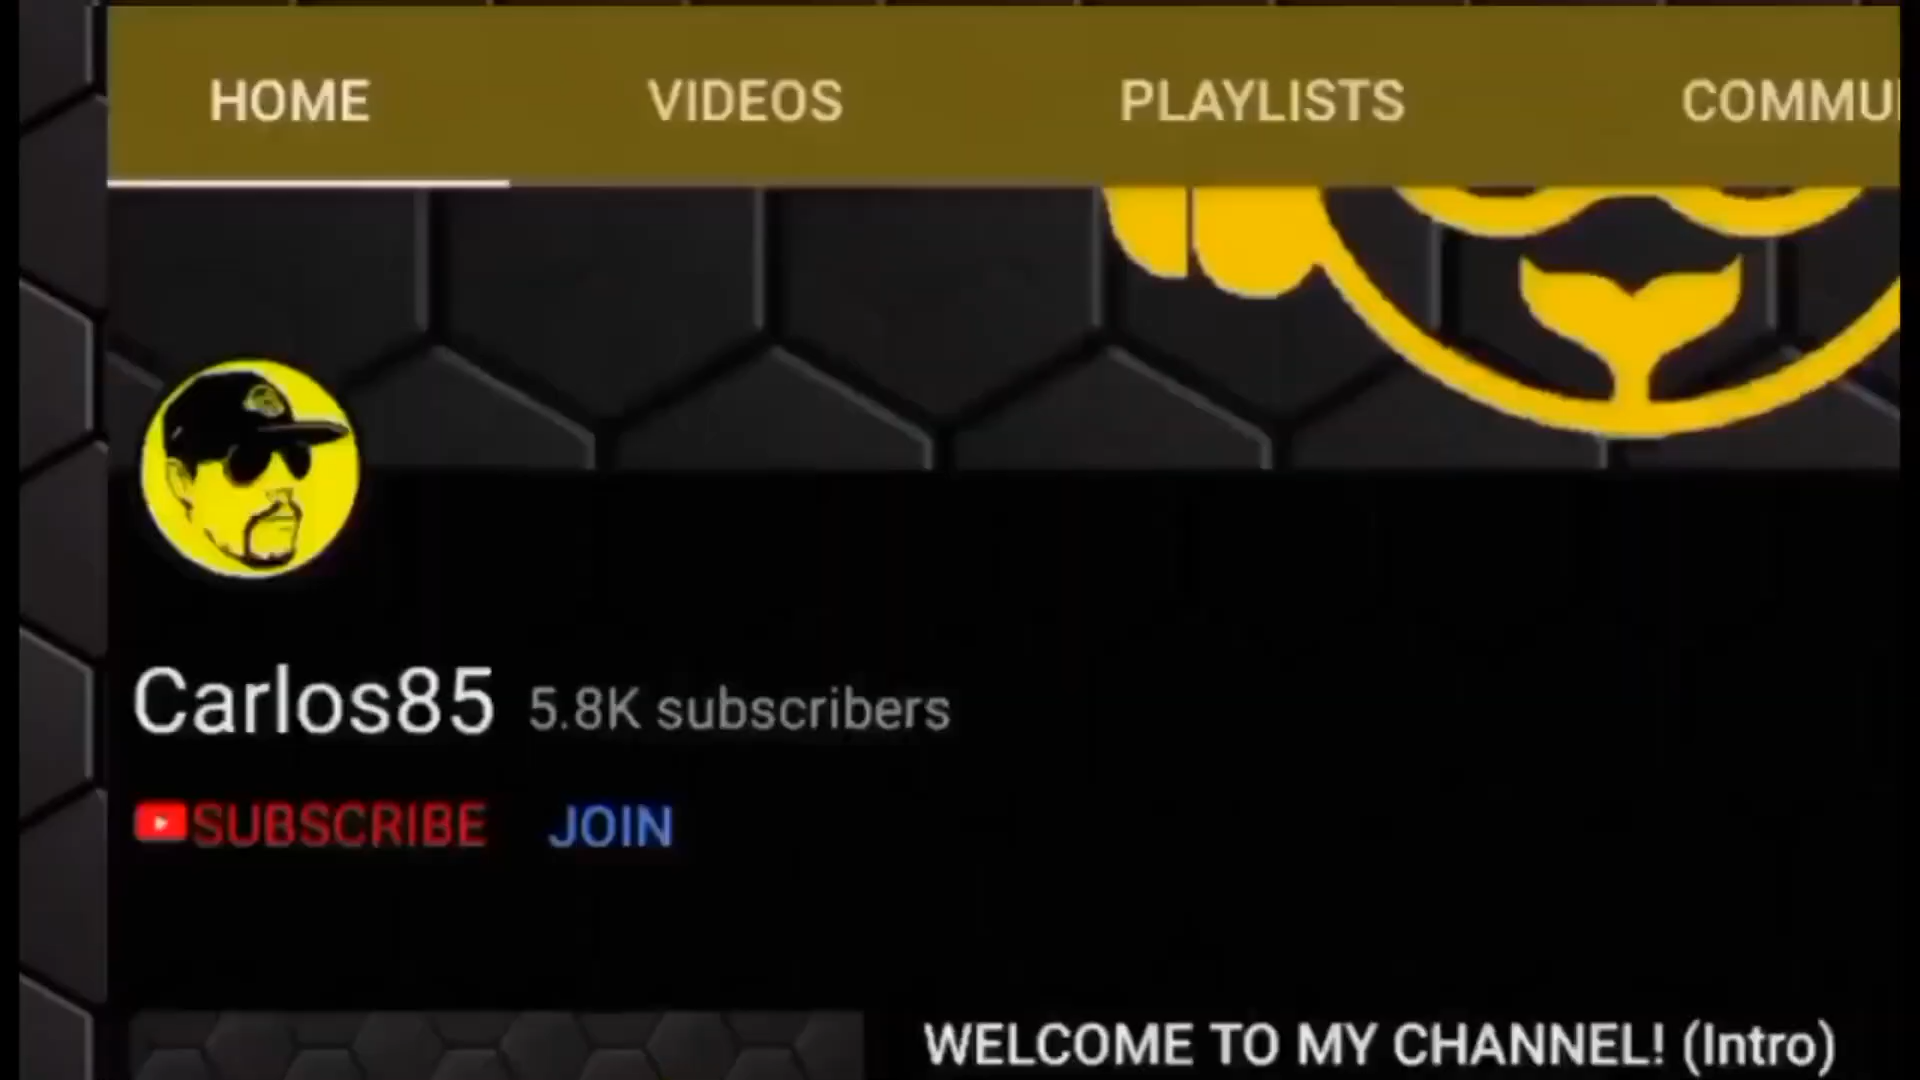 HOME VIDEOS PLAYLISTS COMMU
Carlos85 5.8K subscribers
SUBSCRIBE JOIN
WELCOME TO MY CHANNEL! (Intro)